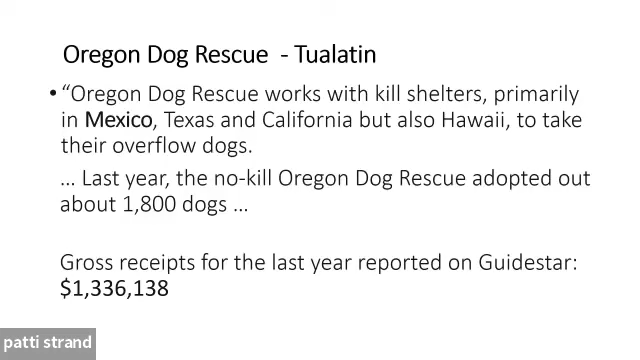 Oregon Dog Rescue - Tualatin
• “Oregon Dog Rescue works with kill shelters, primarily
in Mexico, Texas and California but also Hawaii, to take
their overflow dogs.
… Last year, the no-kill Oregon Dog Rescue adopted out
about 1,800 dogs …
Gross receipts for the last year reported on Guidestar:
$1,336,138
patti strand